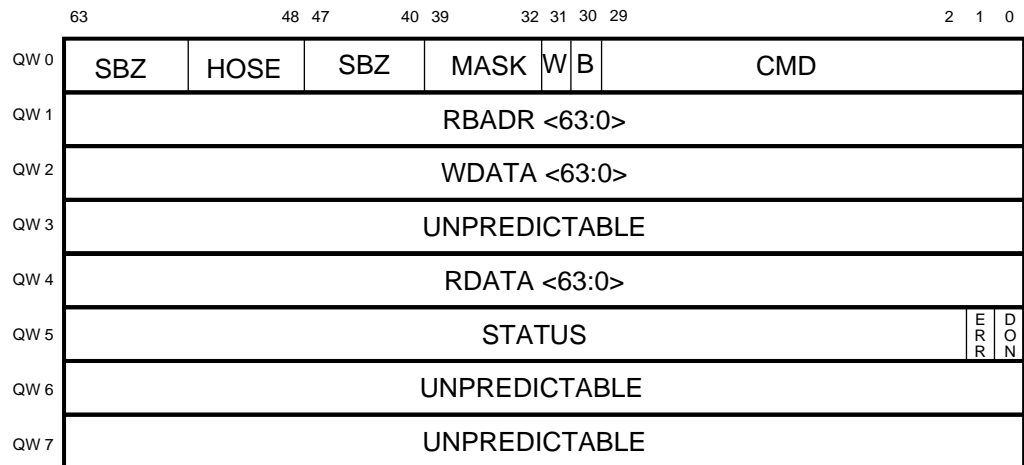 63 48 47 40 39 32 31 30 29 2 1 0
QW 0 SBZ HOSE SBZ MASK W B CMD
QW 1 RBADR <63:0>
QW 2 WDATA <63:0>
QW 3 UNPREDICTABLE
QW 4 RDATA <63:0>
QW 5 STATUS ERR DON
QW 6 UNPREDICTABLE
QW 7 UNPREDICTABLE